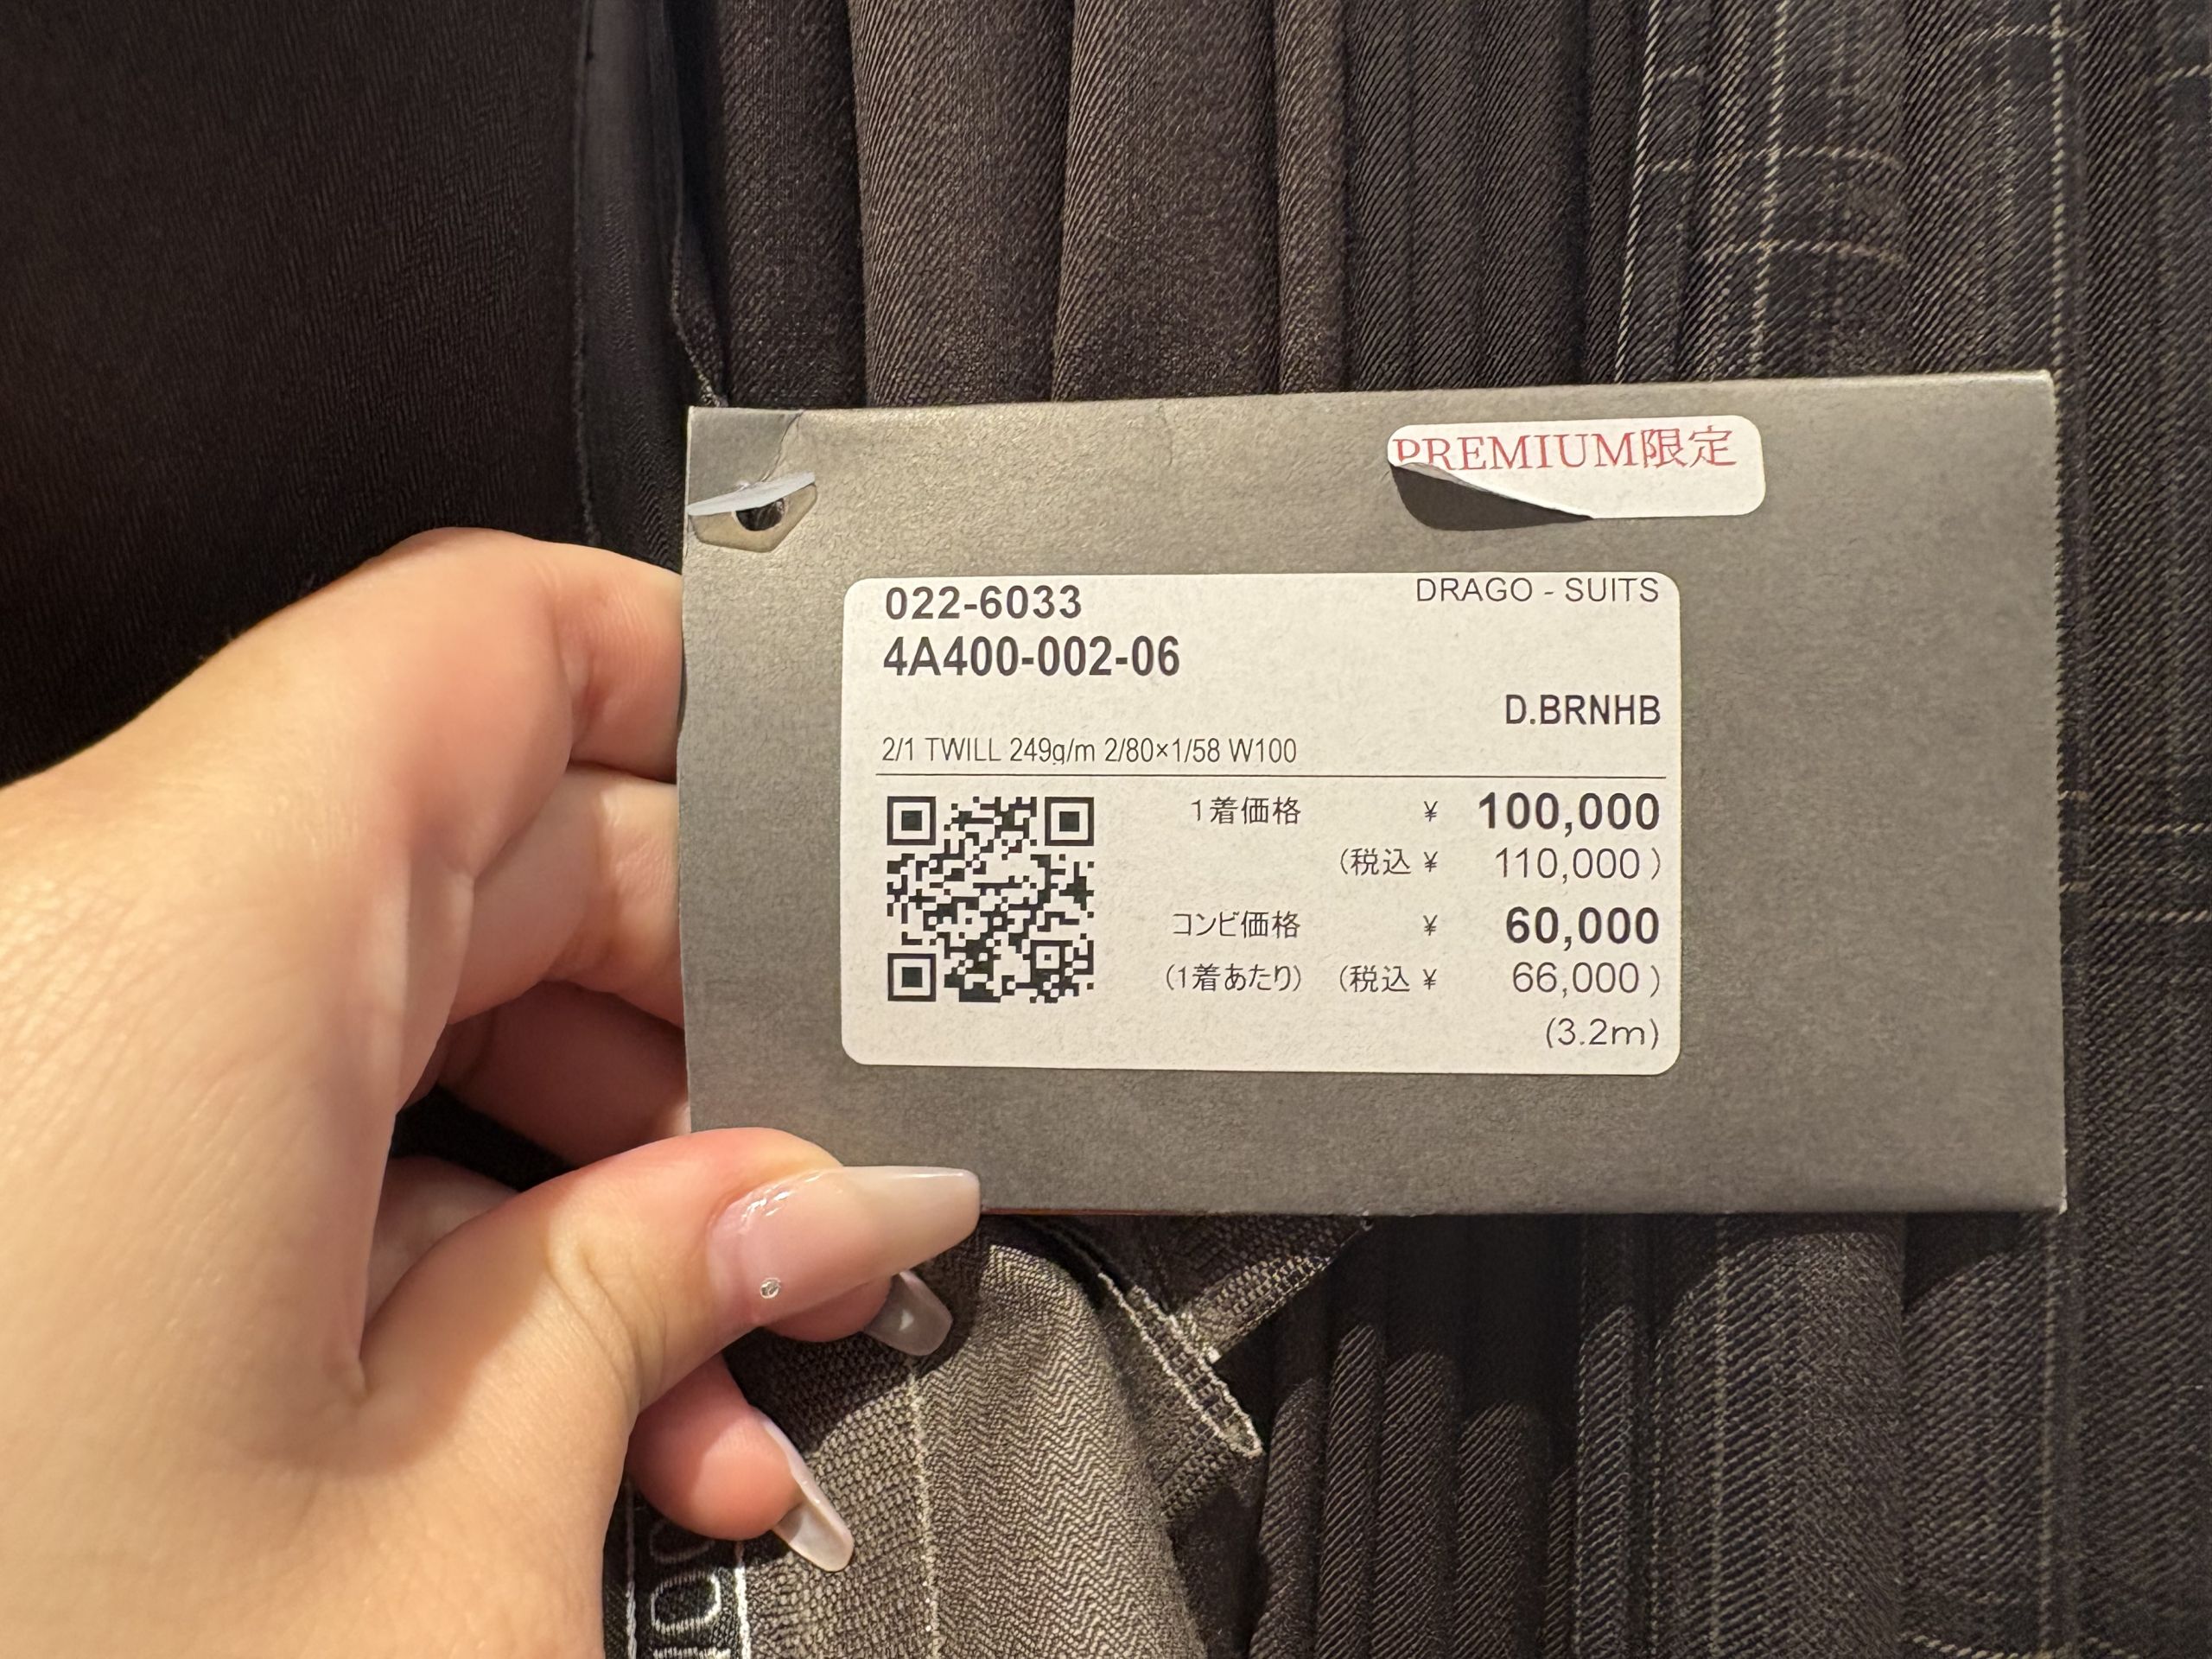 PREMIUM限定
022-6033
DRAGO - SUITS
4A400-002-06
D.BRNHB
2/1 TWILL 249g/m 2/80×1/58 W100
1着価格 ¥ 100,000
(税込 ¥ 110,000)
コンビ価格 ¥ 60,000
(1着あたり) (税込 ¥ 66,000)
(3.2m)